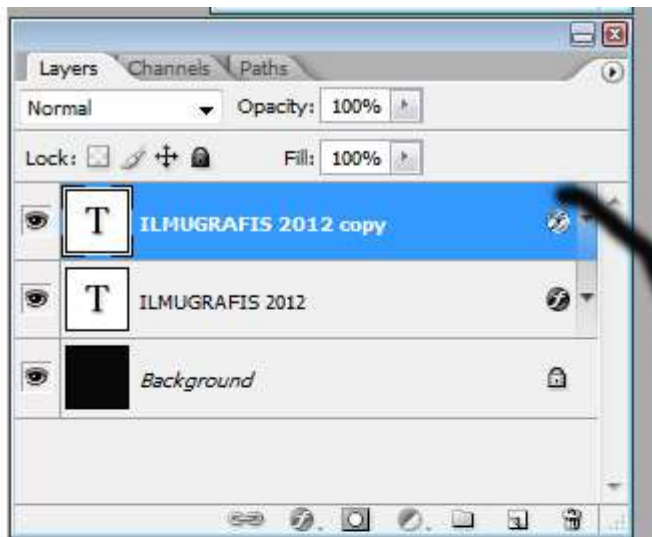 Layers Channels Paths
Normal Opacity: 100%
Lock: Fill: 100%
T ILMUGRAFIS 2012 copy
T ILMUGRAFIS 2012
Background